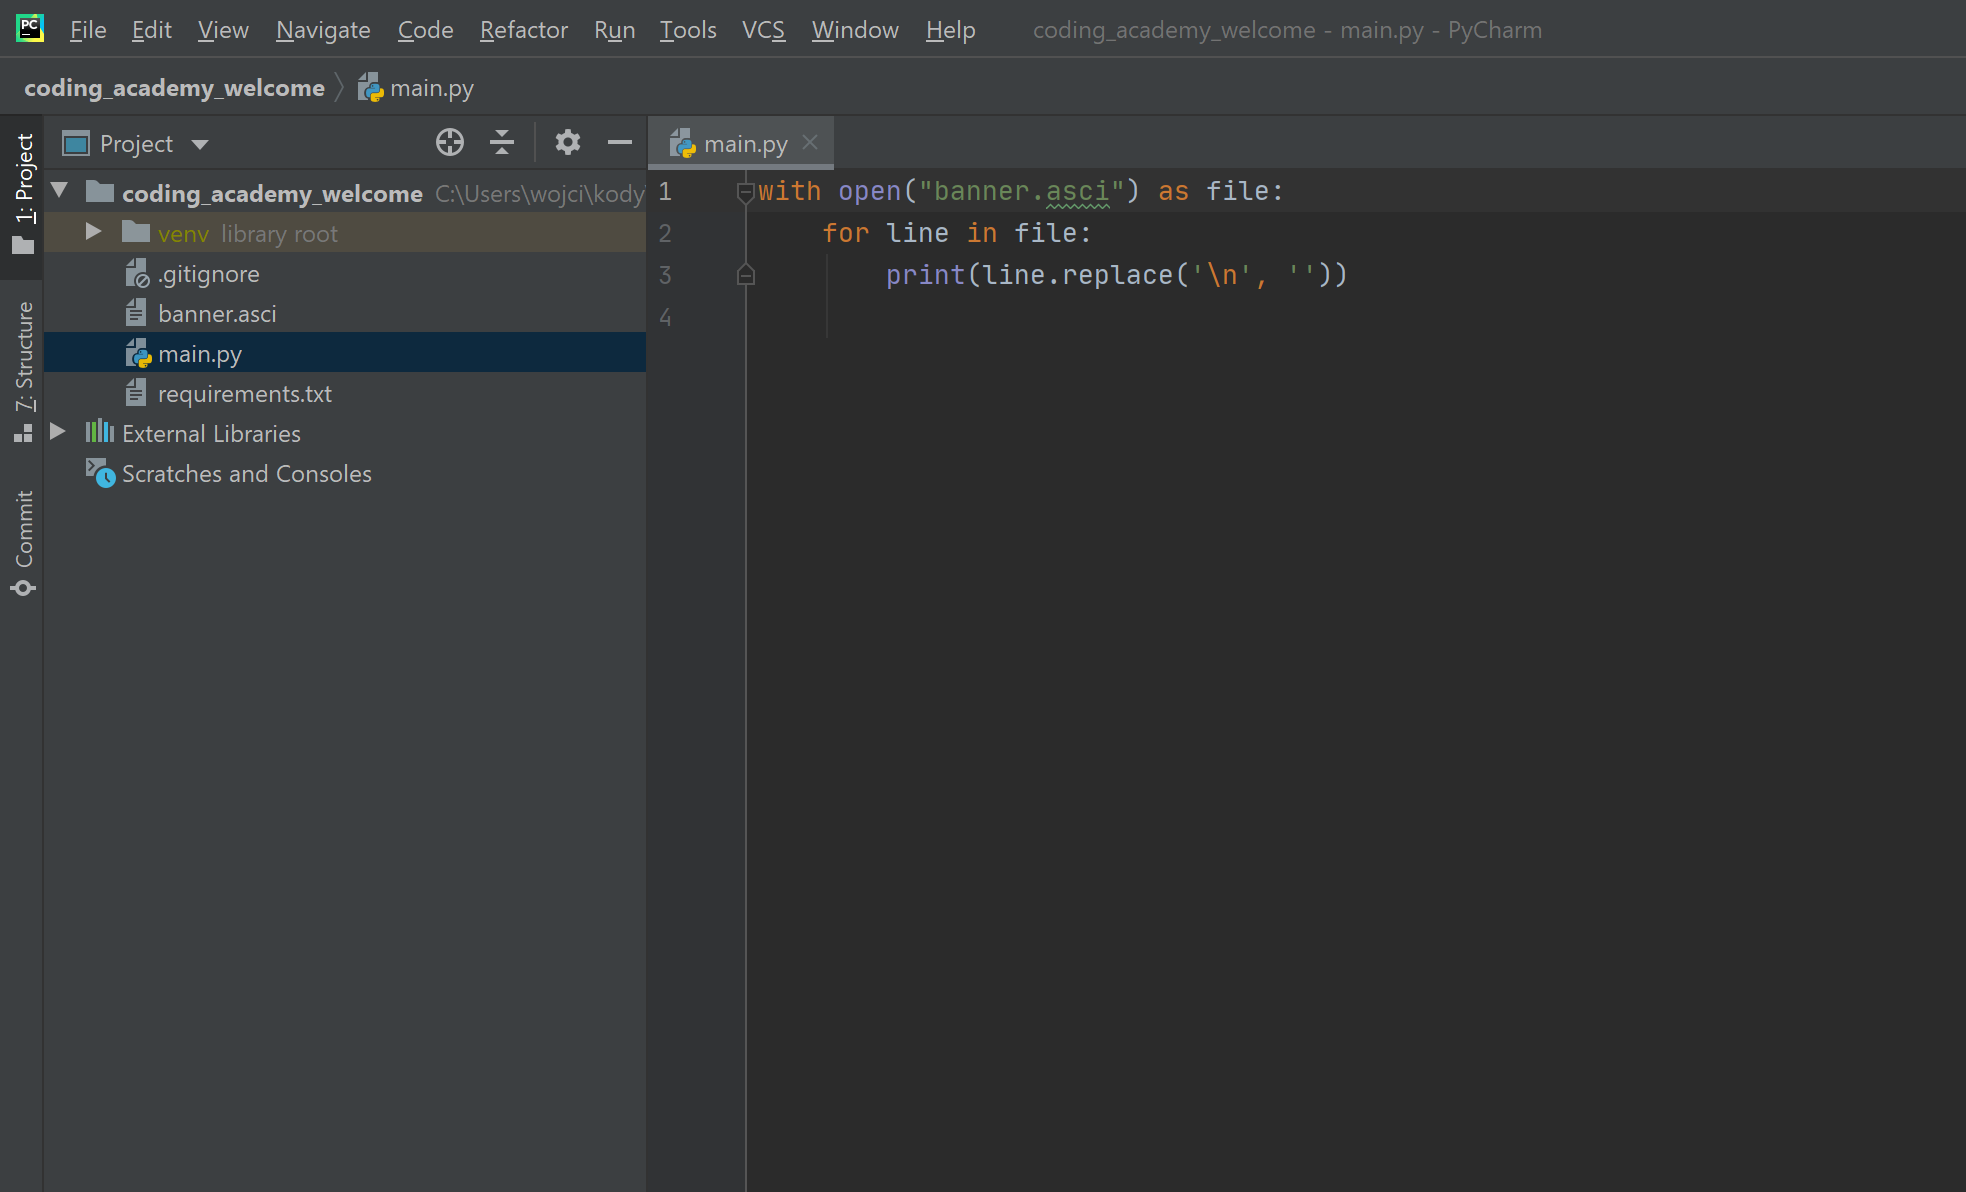 PC
File Edit View Navigate Code Refactor Run Tools VCS Window Help coding_academy_welcome - main.py - PyCharm
coding_academy_welcome main.py
1: Project
7: Structure
Commit
Project
coding_academy_welcome C:\Users\wojci\kody
venv library root
.gitignore
banner.asci
main.py
requirements.txt
External Libraries
Scratches and Consoles
main.py
1 with open("banner.asci") as file:
2     for line in file:
3         print(line.replace('\n', ''))
4